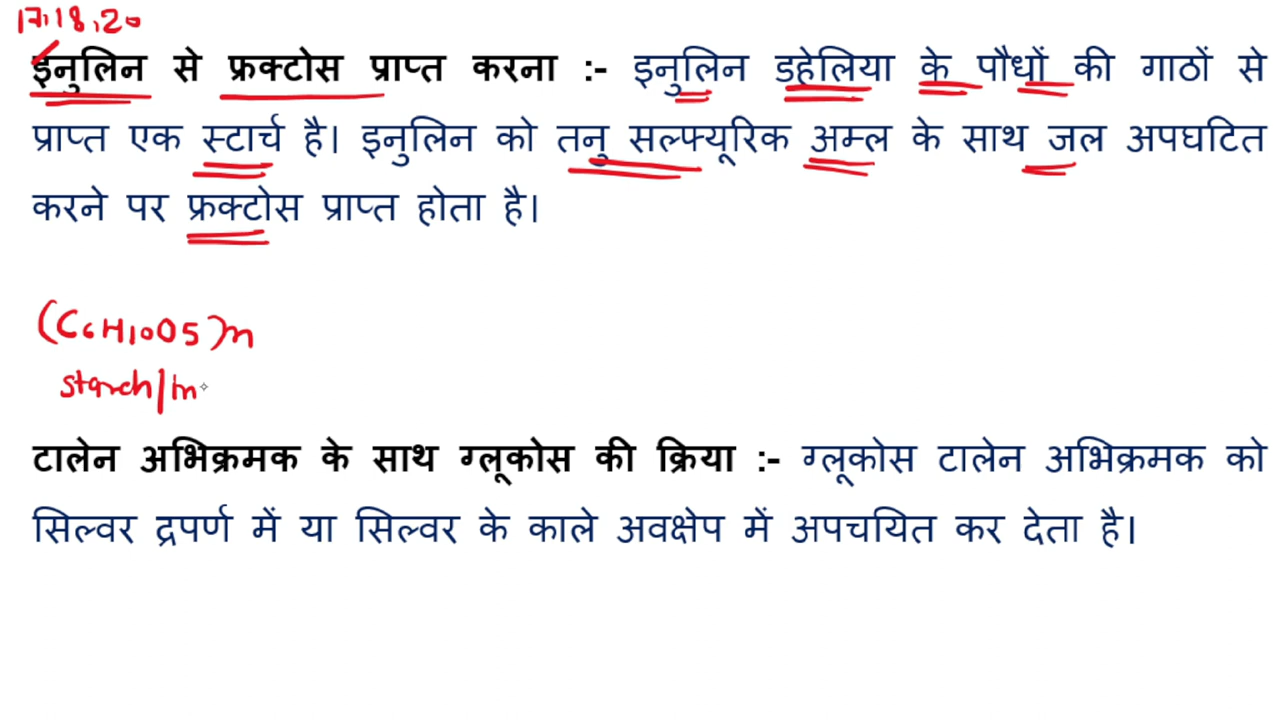 17,18,20
इनुलिन से फ्रक्टोस प्राप्त करना :- इनुलिन डहेलिया के पौधों की गाठों से
प्राप्त एक स्टार्च है। इनुलिन को तनु सल्फ्यूरिक अम्ल के साथ जल अपघटित
करने पर फ्रक्टोस प्राप्त होता है।
(C6H10O5)n
starch/in
टालेन अभिक्रमक के साथ ग्लूकोस की क्रिया :- ग्लूकोस टालेन अभिक्रमक को
सिल्वर द्रपर्ण में या सिल्वर के काले अवक्षेप में अपचयित कर देता है।